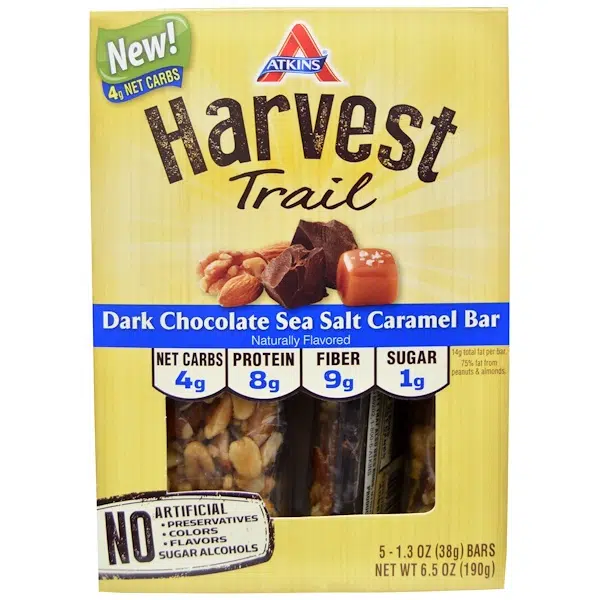 New!
4g NET CARBS
ATKINS
Harvest
Trail
Dark Chocolate Sea Salt Caramel Bar
Naturally Flavored
NET CARBS
4g
PROTEIN
8g
FIBER
9g
SUGAR
1g
14g total fat per bar.
75% fat from
peanuts & almonds.
NO ARTIFICIAL
• PRESERVATIVES
• COLORS
• FLAVORS
SUGAR ALCOHOLS
5 - 1.3 OZ (38g) BARS
NET WT 6.5 OZ (190g)